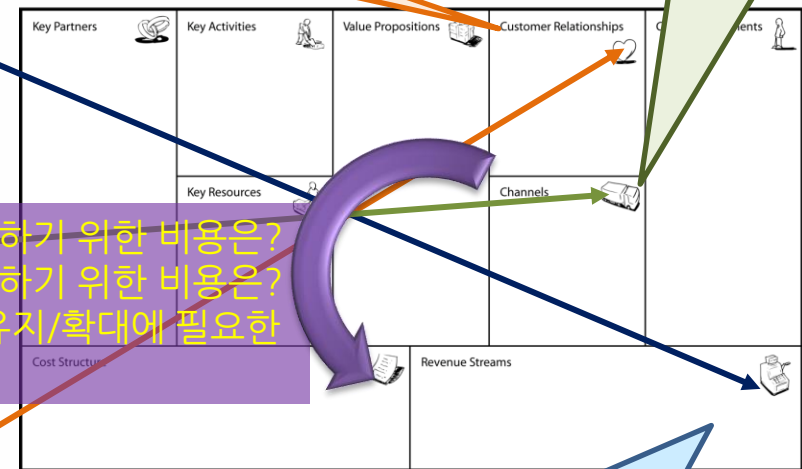 Key Partners
Key Activities
Value Propositions
Customer Relationships
Key Resources
Channels
하기 위한 비용은?
하기 위한 비용은?
유지/확대에 필요한
Cost Structure
Revenue Streams